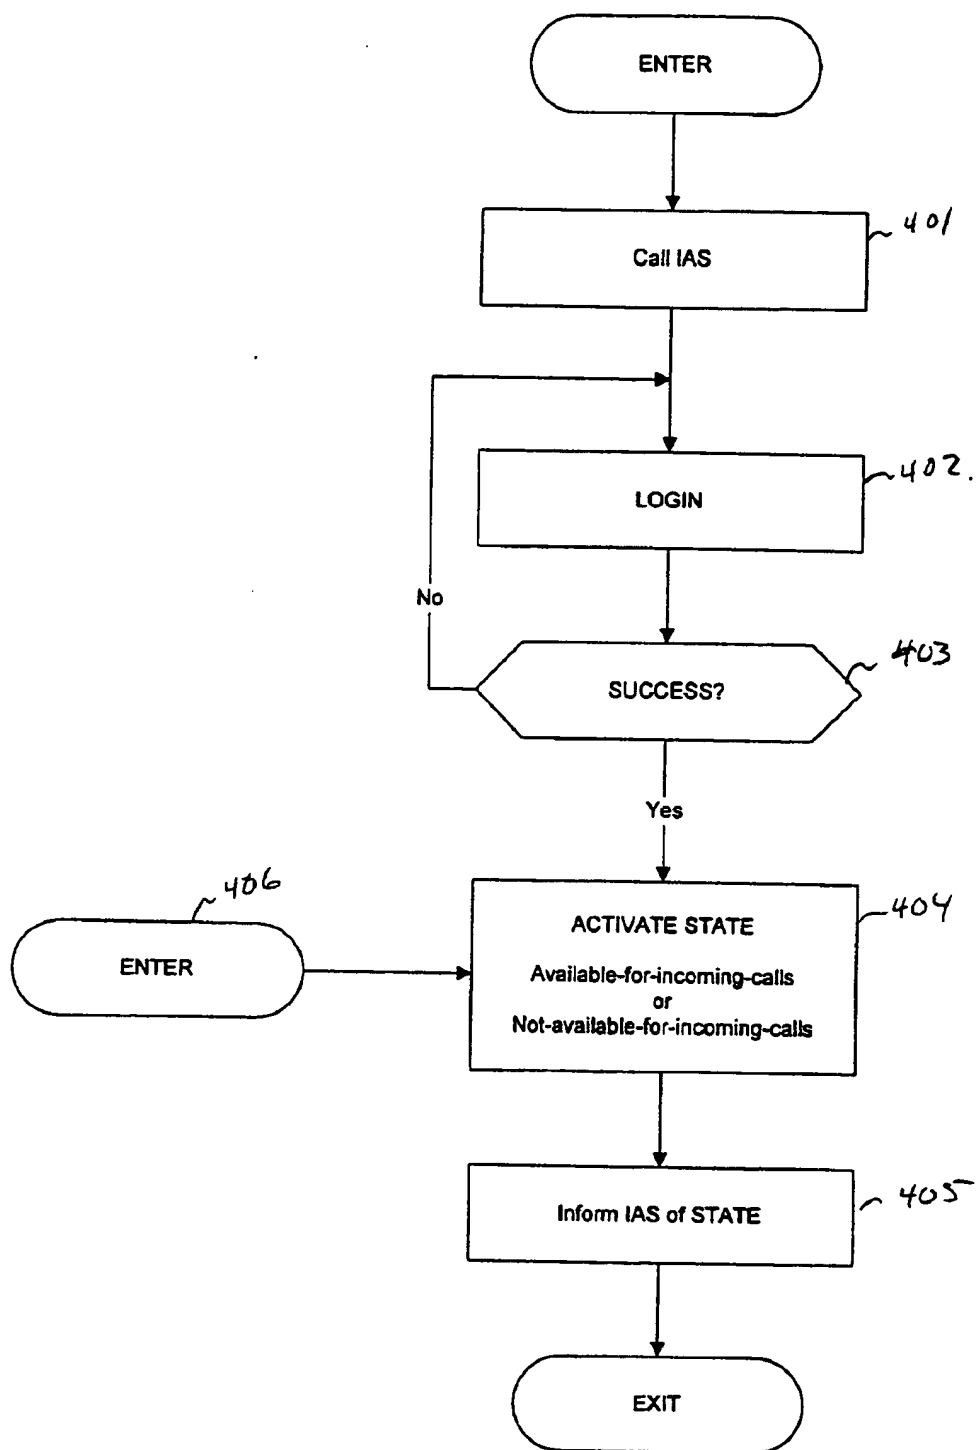 ENTER
Call IAS
401
LOGIN
402.
No
SUCCESS?
403
Yes
406
ENTER
ACTIVATE STATE
Available-for-incoming-calls
or
Not-available-for-incoming-calls
404
Inform IAS of STATE
405
EXIT